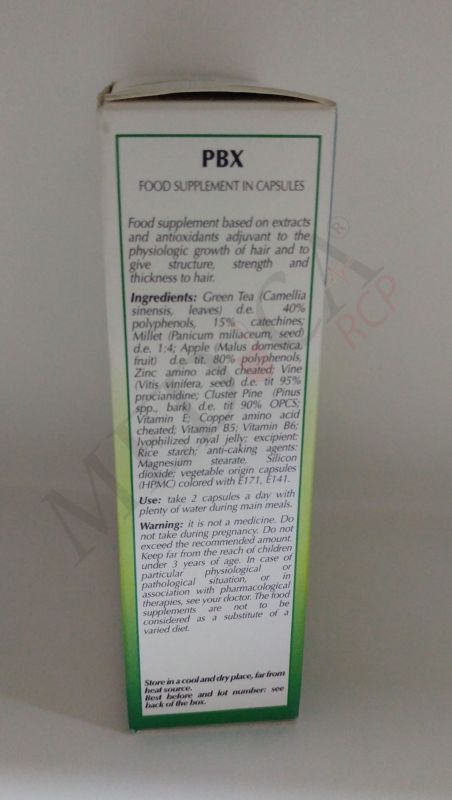 PBX
FOOD SUPPLEMENT IN CAPSULES
Food supplement based on extracts
and antioxidants adjuvant to the
physiologic growth of hair and to
give structure, strength and
thickness to hair.
Ingredients: Green Tea (Camellia
sinensis, leaves) d.e. 40%
polyphenols, 15% catechines;
Millet (Panicum miliaceum, seed)
d.e. 1:4; Apple (Malus domestica,
fruit) d.e. tit. 80% polyphenols,
Zinc amino acid cheated; Vine
(Vitis vinifera, seed) d.e. tit 95%
procianidine; Cluster Pine (Pinus
spp., bark) d.e. tit 90% OPCS;
Vitamin E; Copper amino acid
cheated; Vitamin B5; Vitamin B6;
lyophilized royal jelly; excipient:
Rice starch; anti-caking agents:
Magnesium stearate, Silicon
dioxide; vegetable origin capsules
(HPMC) colored with E171, E141.
Use: take 2 capsules a day with
plenty of water during main meals.
Warning: it is not a medicine. Do
not take during pregnancy. Do not
exceed the recommended amount.
Keep far from the reach of children
under 3 years of age. In case of
particular physiological or
pathological situation, or in
association with pharmacological
therapies, see your doctor. The food
supplements are not to be
considered as a substitute of a
varied diet.
Store in a cool and dry place, far from
heat source.
Best before and lot number: see
back of the box.
RCP